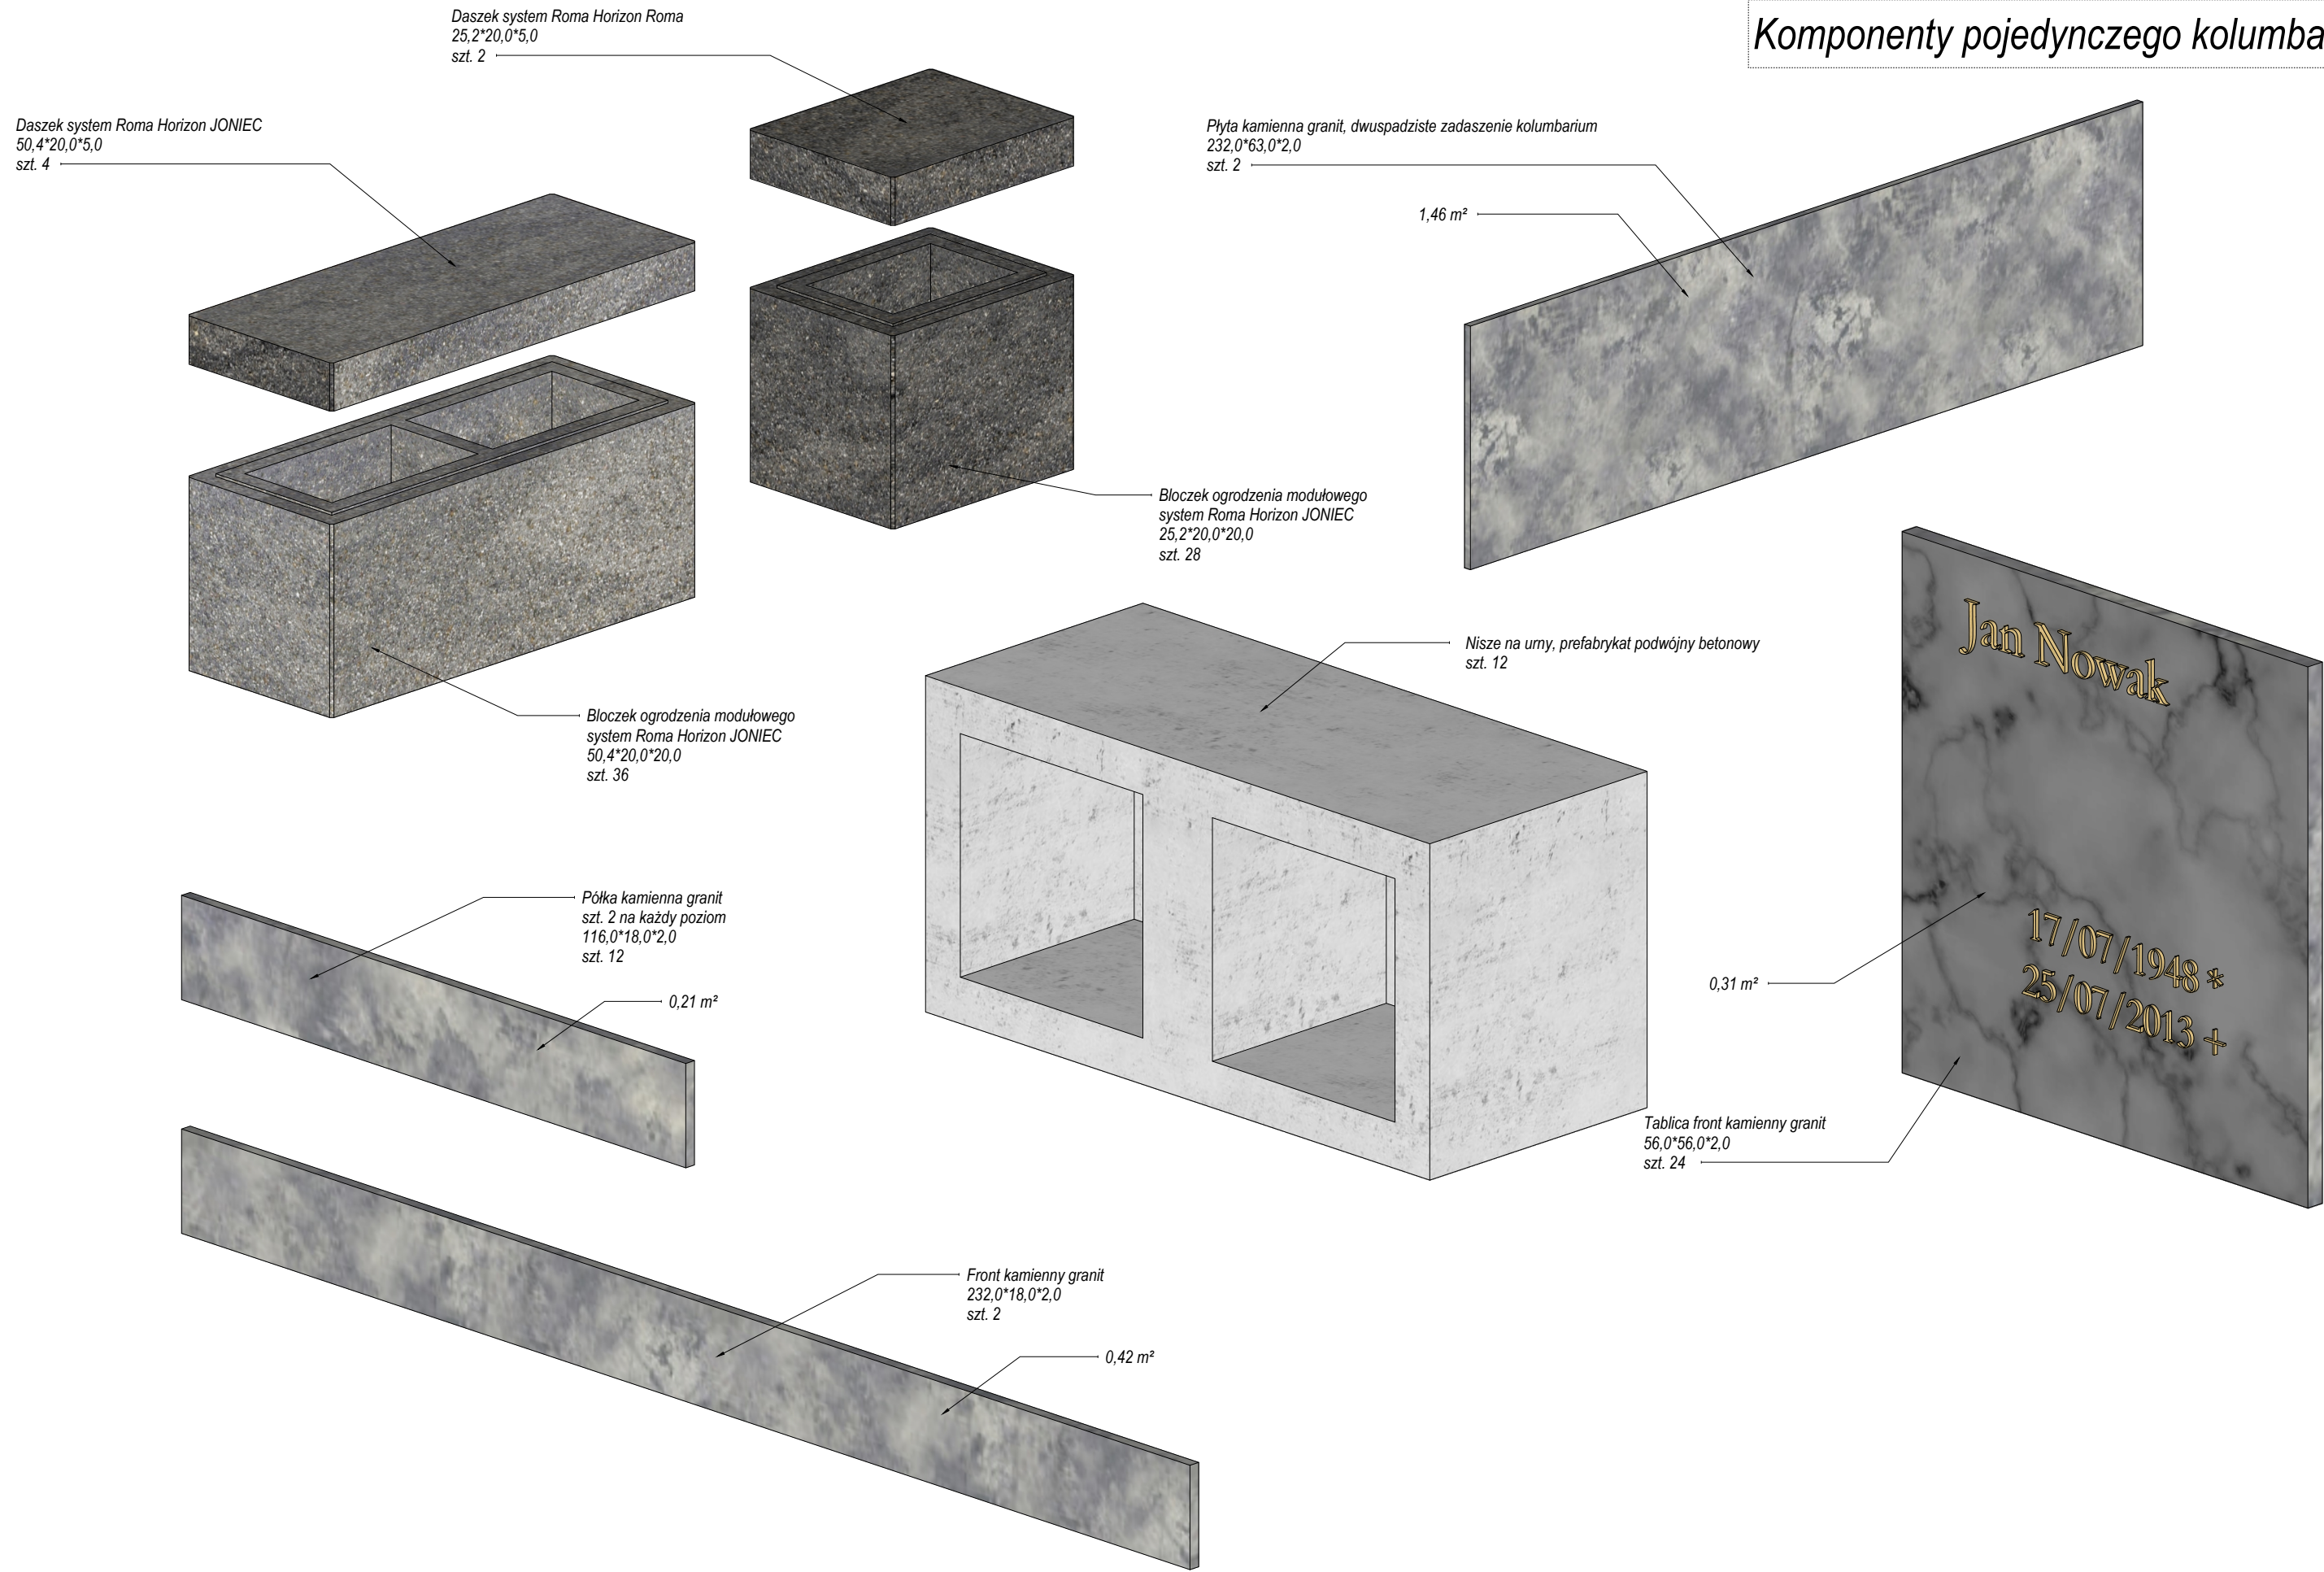 Komponenty pojedynczego kolumba
Daszek system Roma Horizon Roma
25,2*20,0*5,0
szt. 2
Daszek system Roma Horizon JONIEC
50,4*20,0*5,0
szt. 4
Płyta kamienna granit, dwuspadziste zadaszenie kolumbarium
232,0*63,0*2,0
szt. 2
1,46 m²
Bloczek ogrodzenia modułowego
system Roma Horizon JONIEC
25,2*20,0*20,0
szt. 28
Nisze na urny, prefabrykat podwójny betonowy
szt. 12
Jan Nowak
17/07/1948 *
25/07/2013 +
Bloczek ogrodzenia modułowego
system Roma Horizon JONIEC
50,4*20,0*20,0
szt. 36
Półka kamienna granit
szt. 2 na każdy poziom
116,0*18,0*2,0
szt. 12
0,21 m²
0,31 m²
Tablica front kamienny granit
56,0*56,0*2,0
szt. 24
Front kamienny granit
232,0*18,0*2,0
szt. 2
0,42 m²